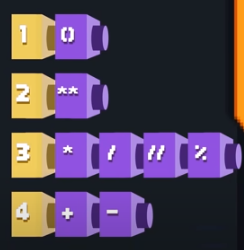 1 ()
2 **
3 * / // %
4 + -